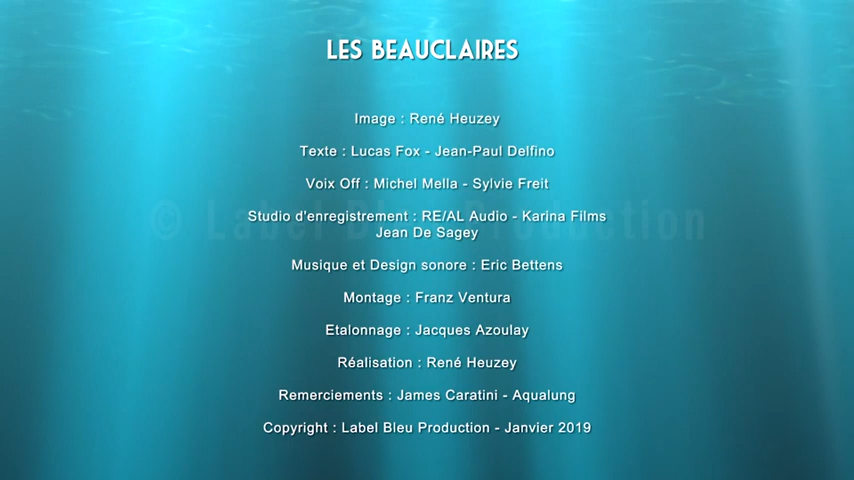 LES BEAUCLAIRES
Image : René Heuzey
Texte : Lucas Fox - Jean-Paul Delfino
Voix Off : Michel Mella - Sylvie Freit
Studio d'enregistrement : RE/AL Audio - Karina Films
Jean De Sagey
© Label Bleu Production
Musique et Design sonore : Eric Bettens
Montage : Franz Ventura
Etalonnage : Jacques Azoulay
Réalisation : René Heuzey
Remerciements : James Caratini - Aqualung
Copyright : Label Bleu Production - Janvier 2019